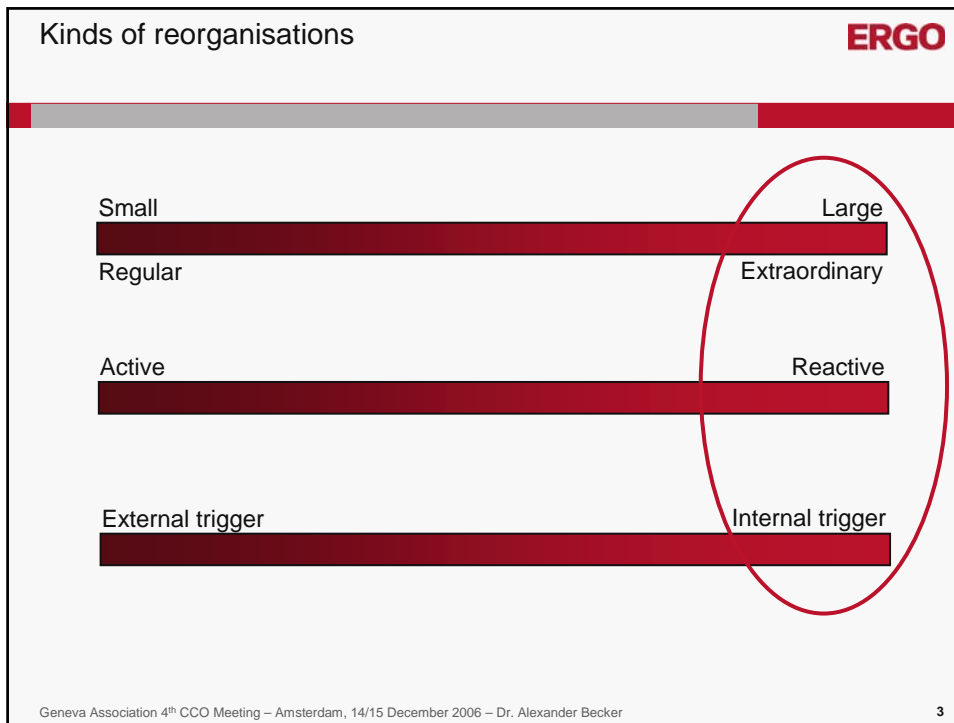 Kinds of reorganisations
ERGO
Small Large
Regular Extraordinary
Active Reactive
External trigger Internal trigger
Geneva Association 4th CCO Meeting – Amsterdam, 14/15 December 2006 – Dr. Alexander Becker 3